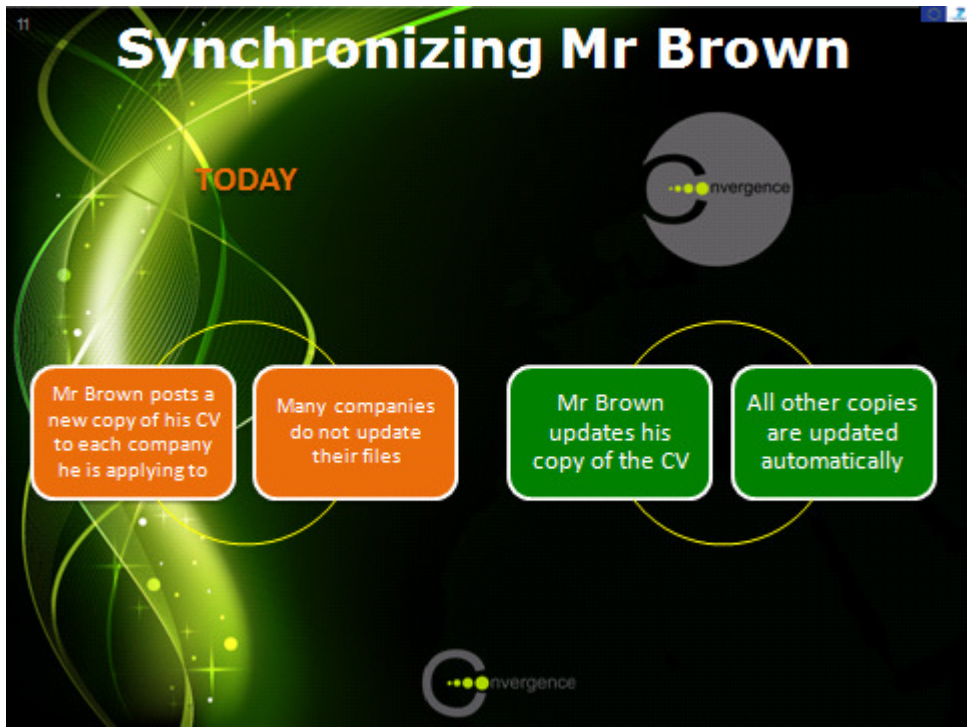 11
Synchronizing Mr Brown
TODAY
Convergence
Mr Brown posts a
new copy of his CV
to each company
he is applying to
Many companies
do not update
their files
Mr Brown
updates his
copy of the CV
All other copies
are updated
automatically
Convergence